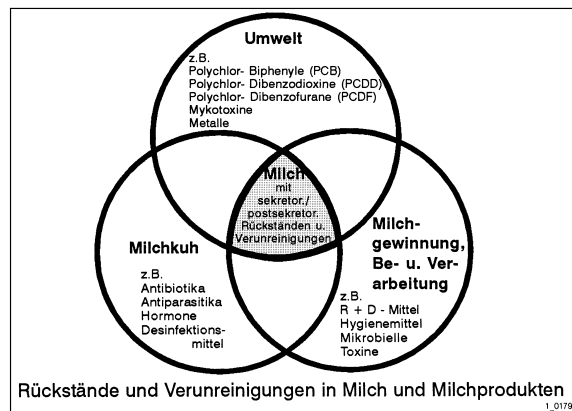 Umwelt
z.B.
Polychlor- Biphenyle (PCB)
Polychlor- Dibenzodioxine (PCDD)
Polychlor- Dibenzofurane (PCDF)
Mykotoxine
Metalle
Milch
mit
sekretor./
postsekretor.
Rückständen u.
Verunreinigungen
Milchkuh
z.B.
Antibiotika
Antiparasitika
Hormone
Desinfektions-
mittel
Milch-
gewinnung,
Be- u. Ver-
arbeitung
z.B.
R + D - Mittel
Hygienemittel
Mikrobielle
Toxine
Rückstände und Verunreinigungen in Milch und Milchprodukten
1_0179